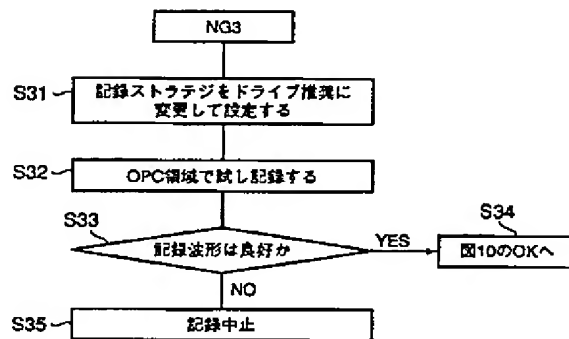 NG3
S31
記録ストラテジをドライブ推奨に
変更して設定する
S32
OPC領域で試し記録する
S33
記録波形は良好か
YES
S34
図10のOKへ
NO
S35
記録中止